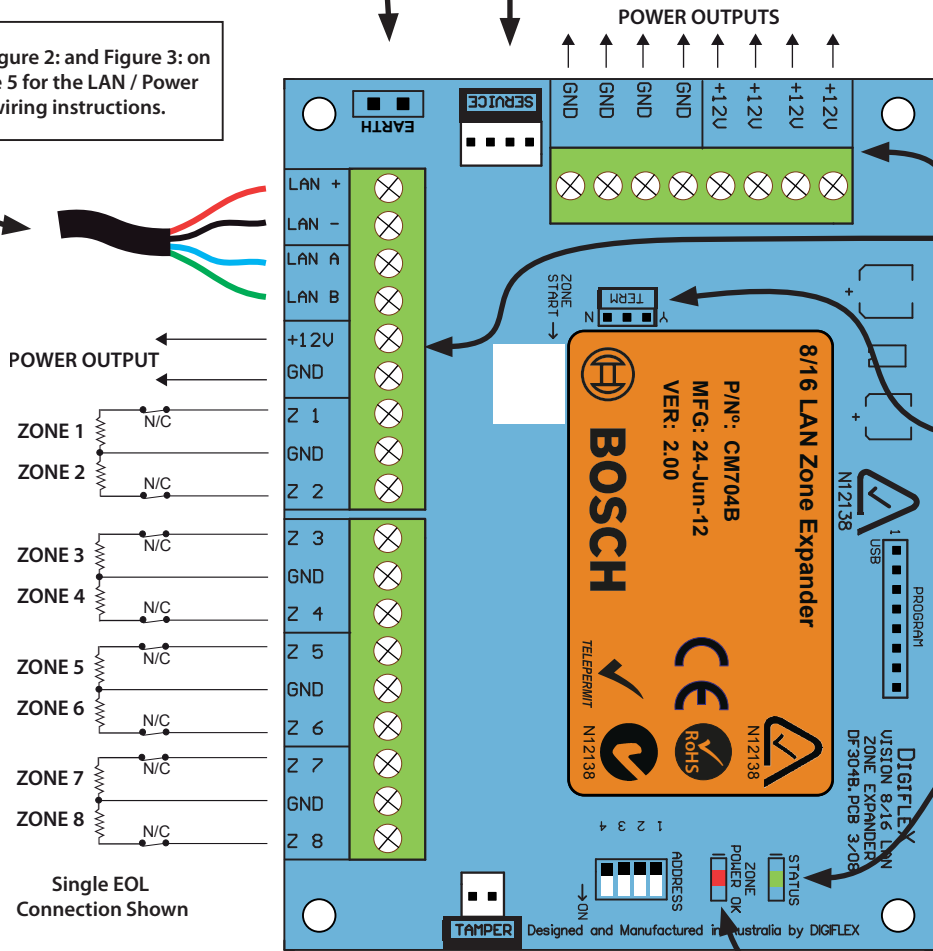 POWER OUTPUTS
gure 2: and Figure 3: on
5 for the LAN / Power
wiring instructions.
EARTH
SERVICE
GND
GND
GND
GND
+12V
+12V
+12V
+12V
LAN +
LAN -
LAN A
LAN B
+12V
GND
Z 1
GND
Z 2
Z 3
GND
Z 4
Z 5
GND
Z 6
Z 7
GND
Z 8
POWER OUTPUT
ZONE 1
N/C
ZONE 2
N/C
ZONE 3
N/C
ZONE 4
N/C
ZONE 5
N/C
ZONE 6
N/C
ZONE 7
N/C
ZONE 8
N/C
Single EOL
Connection Shown
ZONE
START →
TERM
N
Y
+
+
8/16 LAN Zone Expander
P/Nº: CM704B
MFG: 24-Jun-12
VER: 2.00
BOSCH
TELEPERMIT
N12138
CE
RoHS
N12138
N12138
1
USB
PROGRAM
DIGIFLEX
VISION 8/16 LAN
ZONE EXPANDER
DF304B.PCB 3/08
1 2 3 4
→ON
ADDRESS
ZONE
POWER OK
STATUS
TAMPER
Designed and Manufactured in Australia by DIGIFLEX